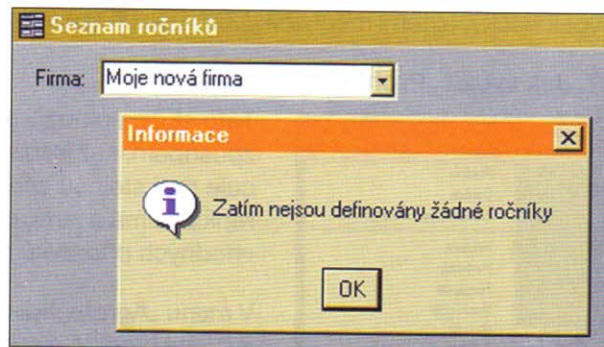 Seznam ročníků
Firma: Moje nová firma
Informace
Zatím nejsou definovány žádné ročníky
OK